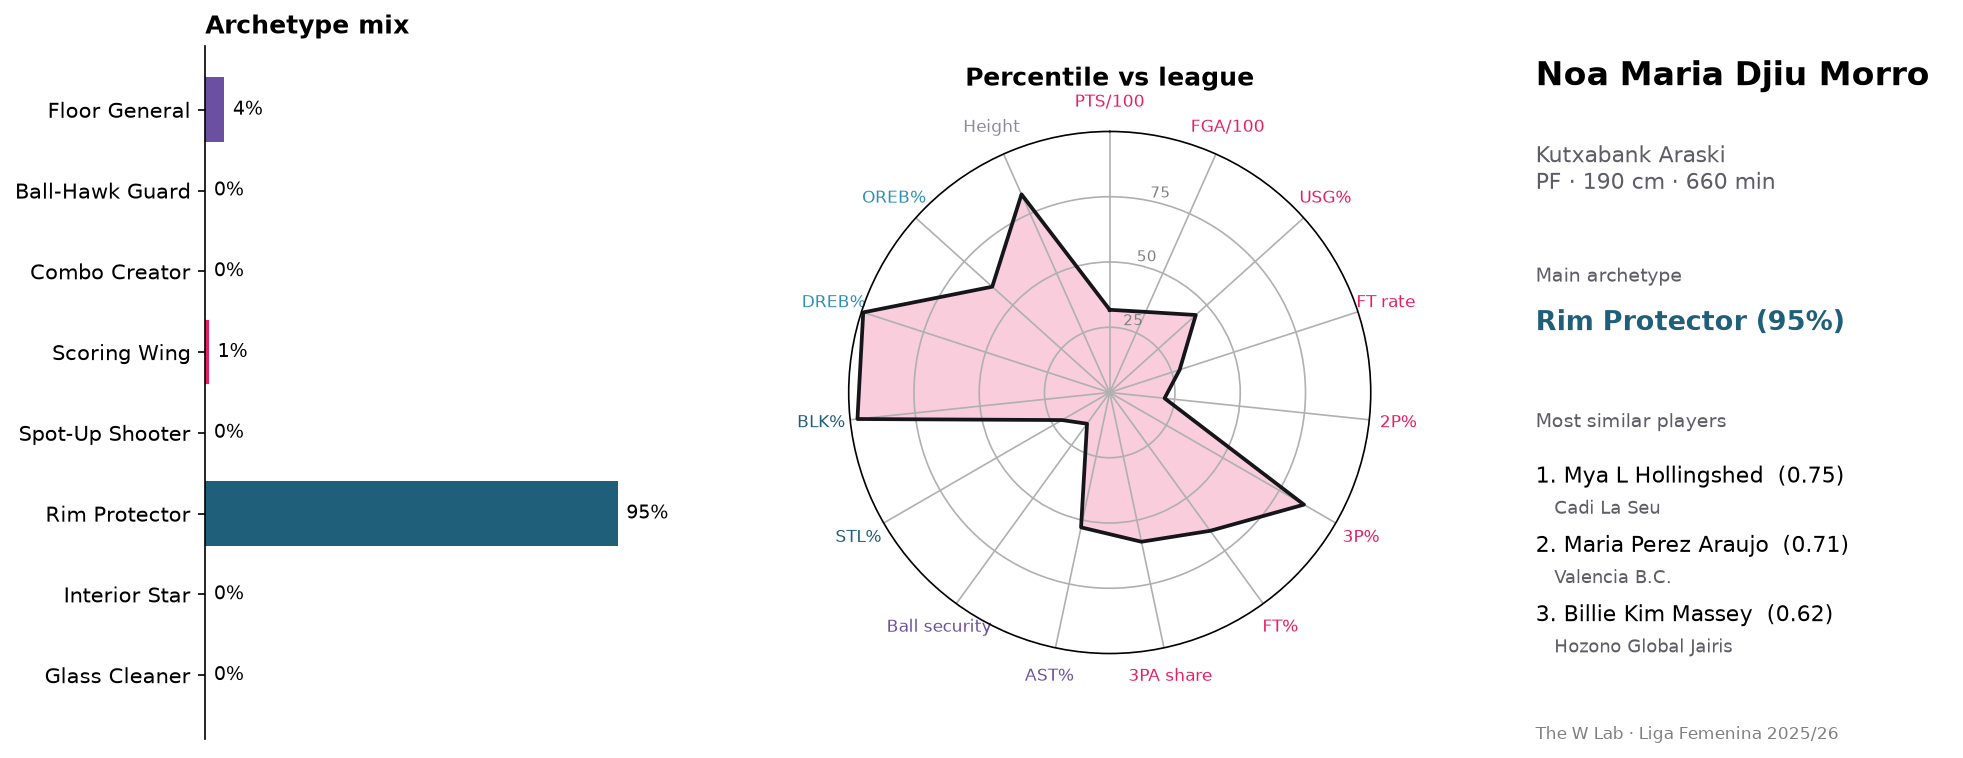 Archetype mix
Floor General
4%
Ball-Hawk Guard
0%
Combo Creator
0%
Scoring Wing
1%
Spot-Up Shooter
0%
Rim Protector
95%
Interior Star
0%
Glass Cleaner
0%
Percentile vs league
PTS/100
FGA/100
USG%
FT rate
2P%
3P%
FT%
3PA share
AST%
Ball security
STL%
BLK%
DREB%
OREB%
Height
75
50
25
Noa Maria Djiu Morro
Kutxabank Araski
PF · 190 cm · 660 min
Main archetype
Rim Protector (95%)
Most similar players
1. Mya L Hollingshed (0.75)
Cadi La Seu
2. Maria Perez Araujo (0.71)
Valencia B.C.
3. Billie Kim Massey (0.62)
Hozono Global Jairis
The W Lab · Liga Femenina 2025/26